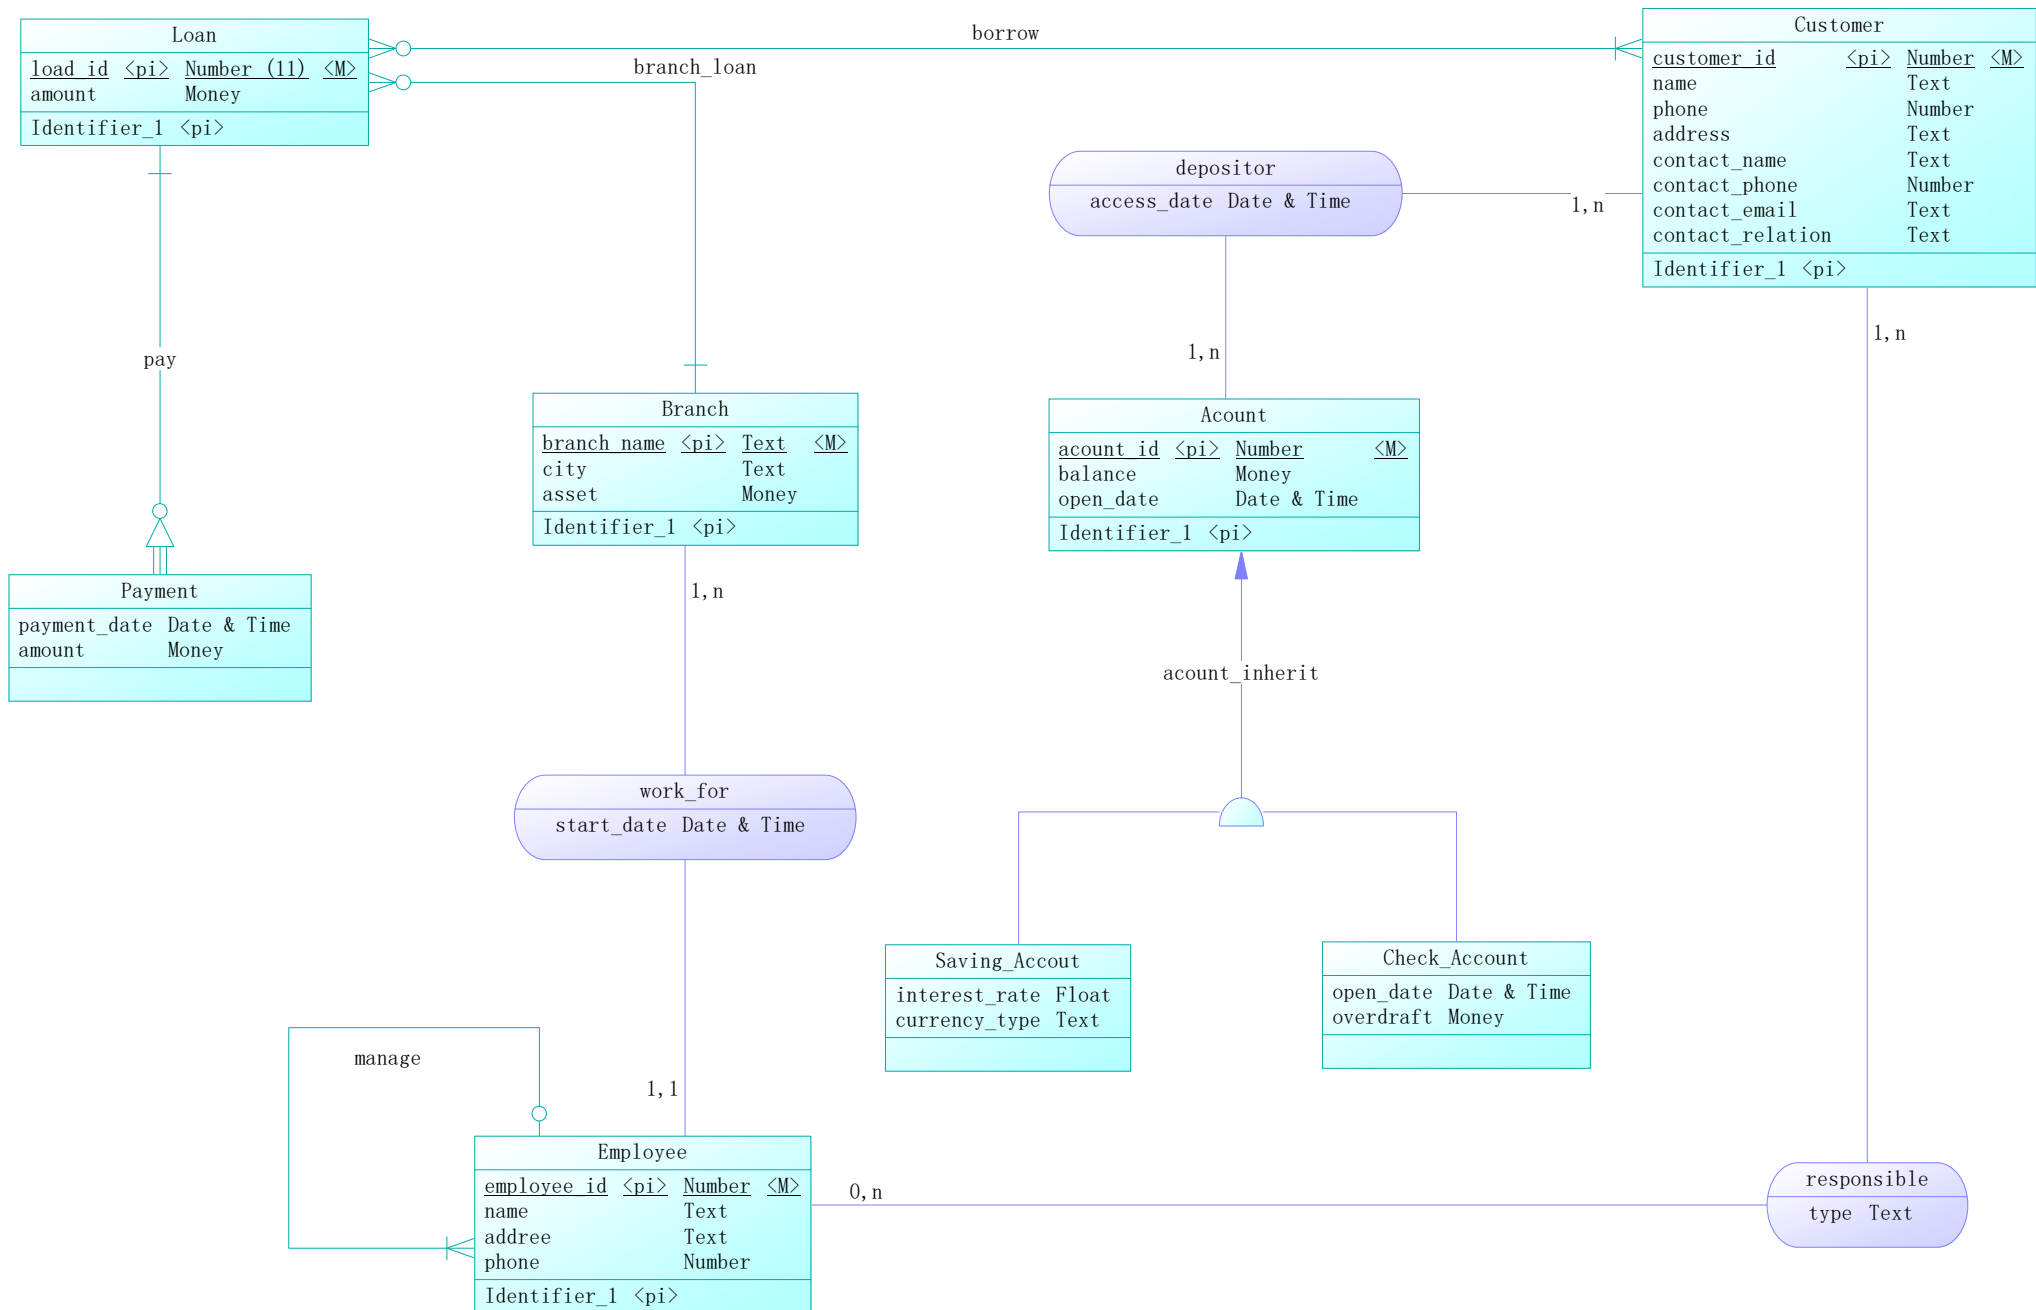 Loan
load_id <pi> Number (11) <M>
amount Money
Identifier_1 <pi>
borrow
branch_loan
Customer
customer_id <pi> Number <M>
name Text
phone Number
address Text
contact_name Text
contact_phone Number
contact_email Text
contact_relation Text
Identifier_1 <pi>
depositor
access_date Date & Time
1,n
1,n
1,n
pay
Branch
branch_name <pi> Text <M>
city Text
asset Money
Identifier_1 <pi>
Acount
acount_id <pi> Number <M>
balance Money
open_date Date & Time
Identifier_1 <pi>
Payment
payment_date Date & Time
amount Money
1,n
acount_inherit
work_for
start_date Date & Time
Saving_Accout
interest_rate Float
currency_type Text
Check_Account
open_date Date & Time
overdraft Money
manage
1,1
Employee
employee_id <pi> Number <M>
name Text
addree Text
phone Number
Identifier_1 <pi>
0,n
responsible
type Text